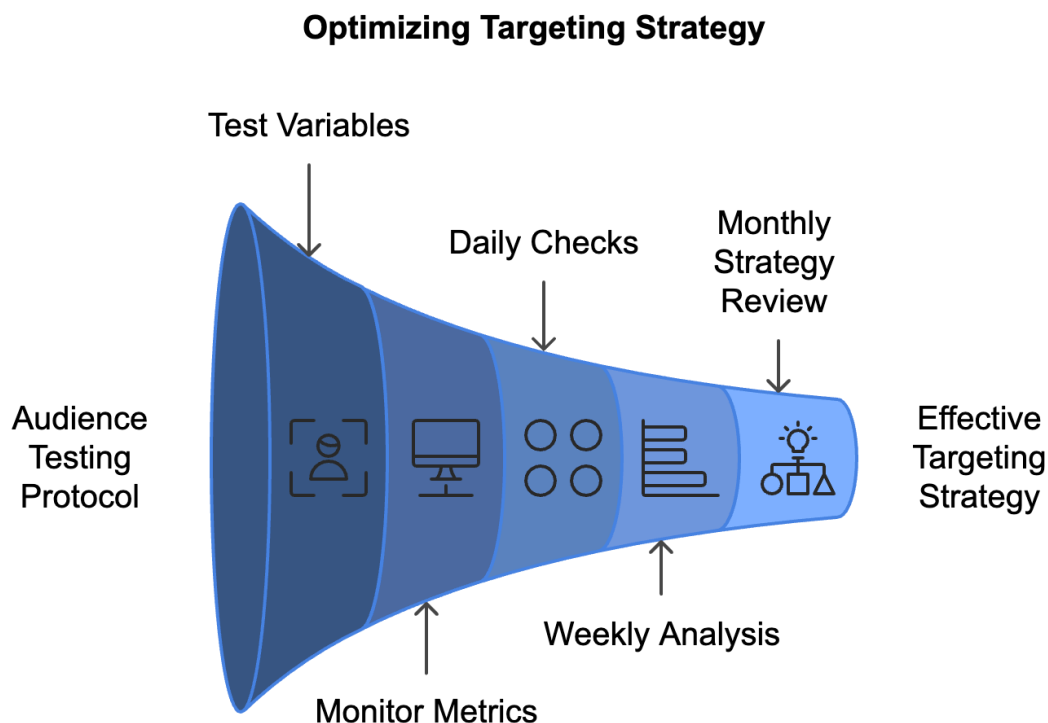 Optimizing Targeting Strategy
Test Variables
Daily Checks
Monthly
Strategy
Review
Audience
Testing
Protocol
Effective
Targeting
Strategy
Weekly Analysis
Monitor Metrics